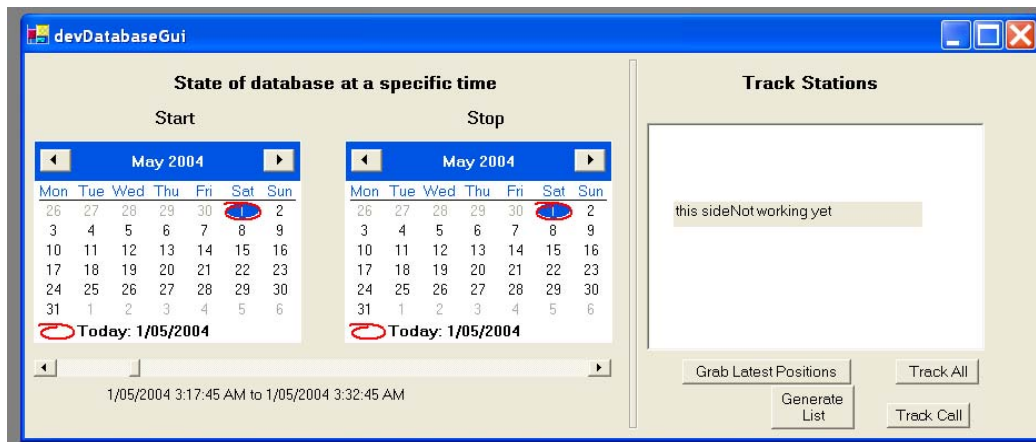 devDatabaseGui
State of database at a specific time
Start
May 2004
Mon Tue Wed Thu Fri Sat Sun
26 27 28 29 30 1 2
3 4 5 6 7 8 9
10 11 12 13 14 15 16
17 18 19 20 21 22 23
24 25 26 27 28 29 30
31 1 2 3 4 5 6
Today: 1/05/2004
Stop
May 2004
Mon Tue Wed Thu Fri Sat Sun
26 27 28 29 30 1 2
3 4 5 6 7 8 9
10 11 12 13 14 15 16
17 18 19 20 21 22 23
24 25 26 27 28 29 30
31 1 2 3 4 5 6
Today: 1/05/2004
1/05/2004 3:17:45 AM to 1/05/2004 3:32:45 AM
Track Stations
this sideNot working yet
Grab Latest Positions
Track All
Generate
List
Track Call